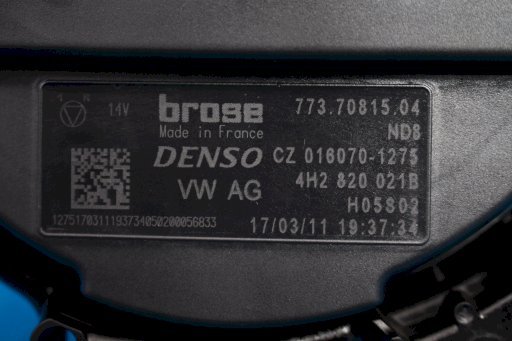 14V brose 773.70815.04
Made in France ND8
DENSO CZ 016070-1275
VW AG 4H2 820 021B
H05802
1275170311193734050200056833 17/03/11 19:37:34